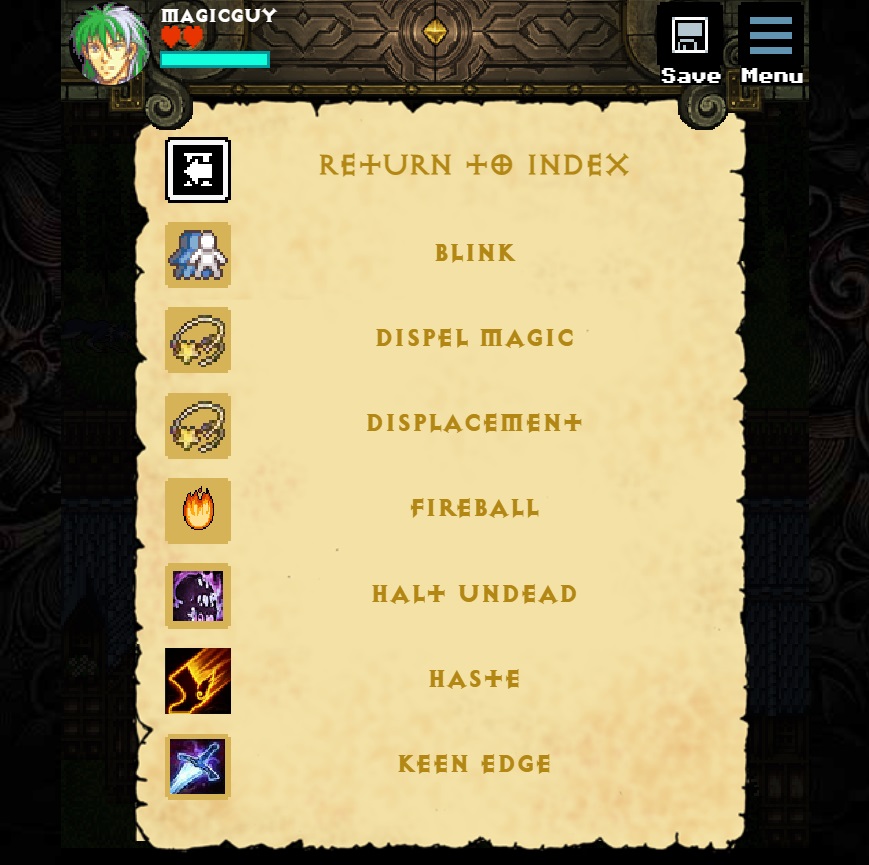 MAGICGUY
Save
Menu
RETURN TO INDEX
BLINK
DISPEL MAGIC
DISPLACEMENT
FIREBALL
HALT UNDEAD
HASTE
KEEN EDGE